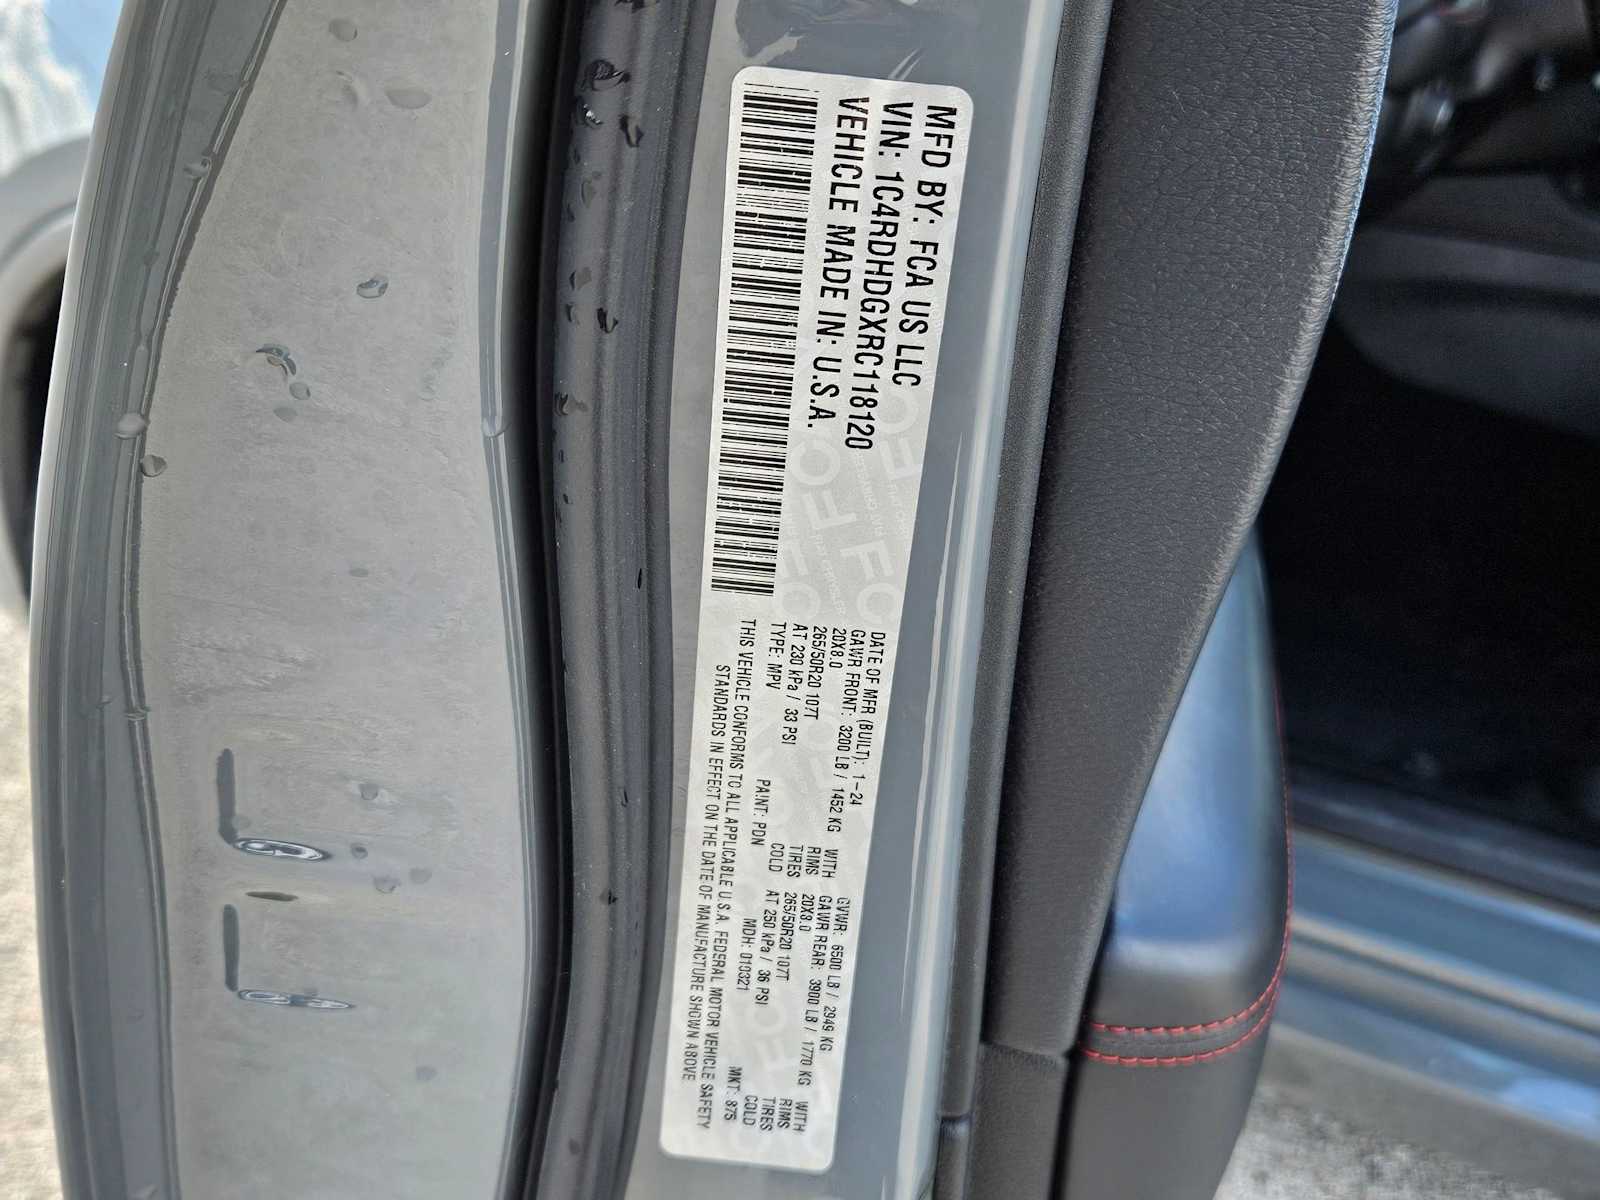 MFD BY: FCA US LLC
VIN: 1C4RDHDGXRC118120
VEHICLE MADE IN: U.S.A.
DATE OF MFR (BUILT): 1-24 GVWR: 6500 LB / 2949 KG
GAWR FRONT: 3200 LB / 1452 KG WITH GAWR REAR: 3900 LB / 1770 KG WITH
20X8.0 RIMS 20X8.0 RIMS
265/50R20 107T TIRES 265/50R20 107T TIRES
AT 230 kPa / 33 PSI COLD AT 250 kPa / 36 PSI COLD
TYPE: MPV PAINT: PDN MDH: 010321 MKT: 875
THIS VEHICLE CONFORMS TO ALL APPLICABLE U.S.A. FEDERAL MOTOR VEHICLE SAFETY
STANDARDS IN EFFECT ON THE DATE OF MANUFACTURE SHOWN ABOVE